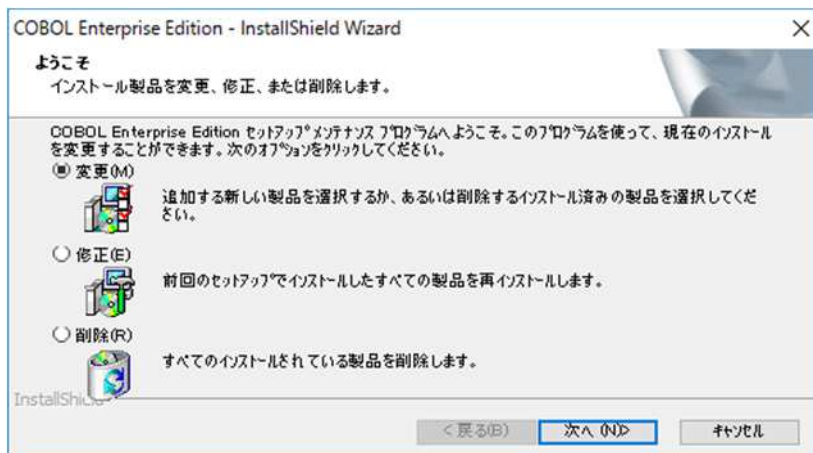 COBOL Enterprise Edition - InstallShield Wizard
ようこそ
インストール製品を変更、修正、または削除します。
COBOL Enterprise Edition ｾｯﾄｱｯﾌﾟ ﾒﾝﾃﾅﾝｽ ﾌﾟﾛｸﾞﾗﾑへようこそ。このﾌﾟﾛｸﾞﾗﾑを使って、現在のｲﾝｽﾄｰﾙ
を変更することができます。次のｵﾌﾟｼｮﾝをｸﾘｯｸしてください。
変更(M)
追加する新しい製品を選択するか、あるいは削除するｲﾝｽﾄｰﾙ済みの製品を選択してくだ
さい。
修正(E)
前回のｾｯﾄｱｯﾌﾟでｲﾝｽﾄｰﾙしたすべての製品を再ｲﾝｽﾄｰﾙします。
削除(R)
すべてのｲﾝｽﾄｰﾙされている製品を削除します。
InstallShield
< 戻る(B)
次へ (N)>
ｷｬﾝｾﾙ